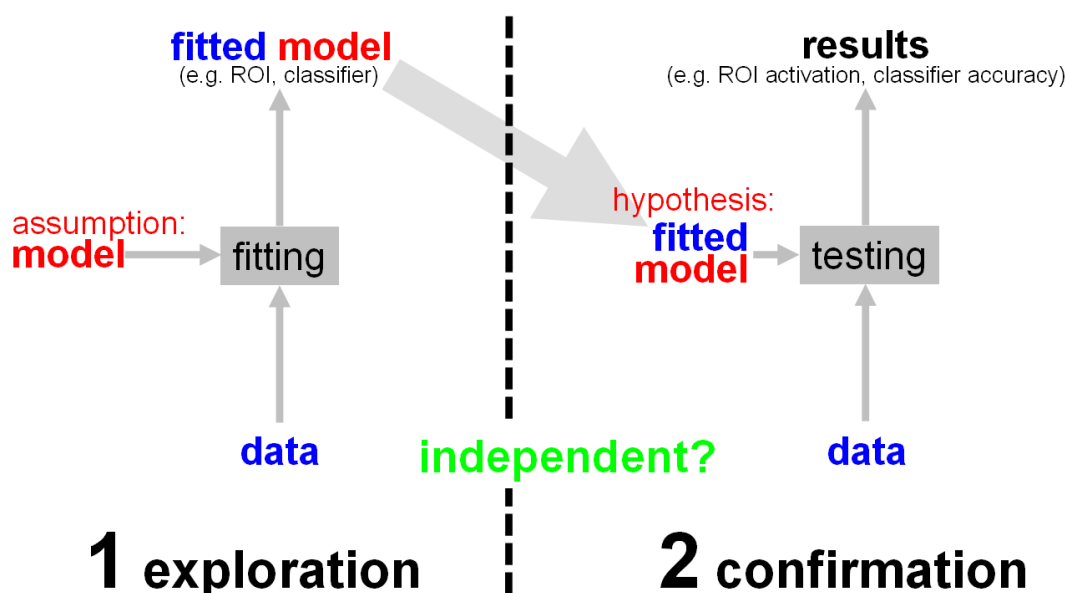 fitted model
(e.g. ROI, classifier)
assumption:
model
fitting
data
1 exploration
independent?
results
(e.g. ROI activation, classifier accuracy)
hypothesis:
fitted
model
testing
data
2 confirmation